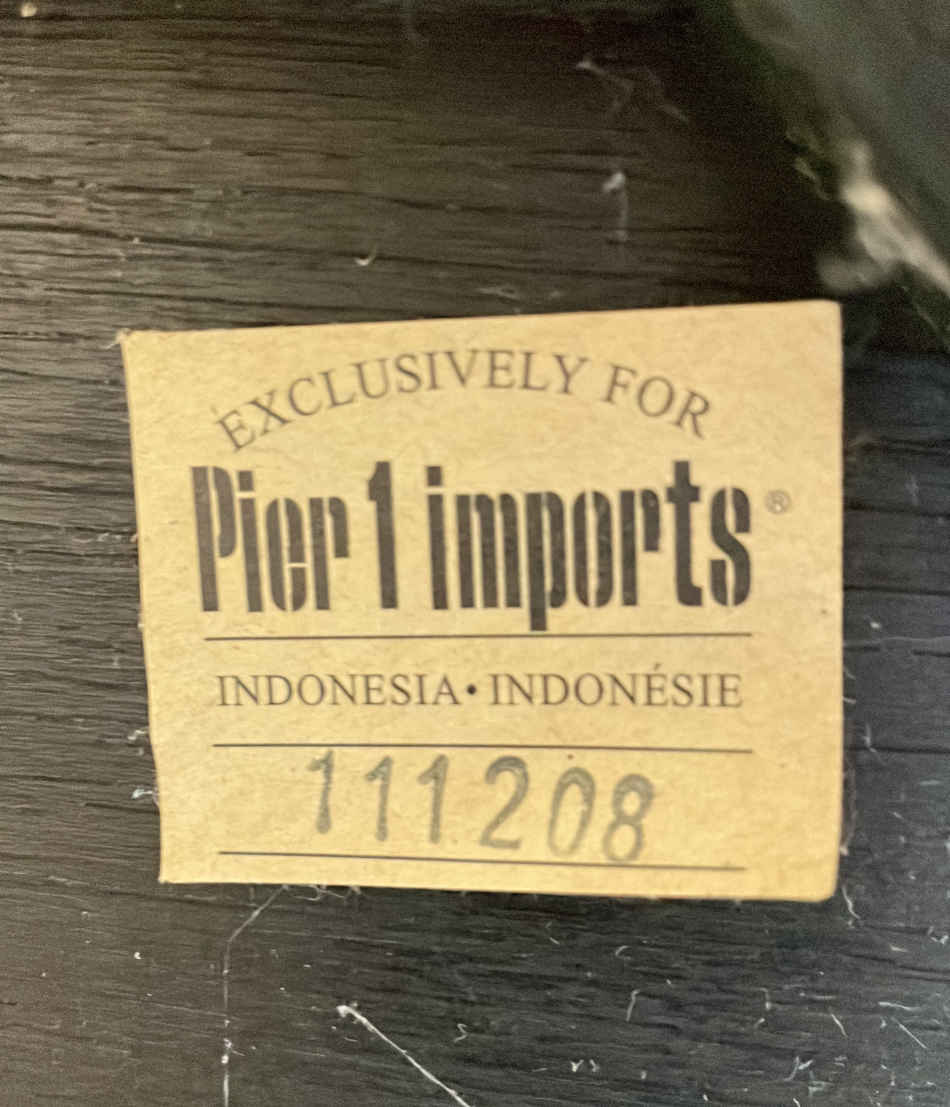 EXCLUSIVELY FOR
Pier 1 imports®
INDONESIA • INDONÉSIE
111208